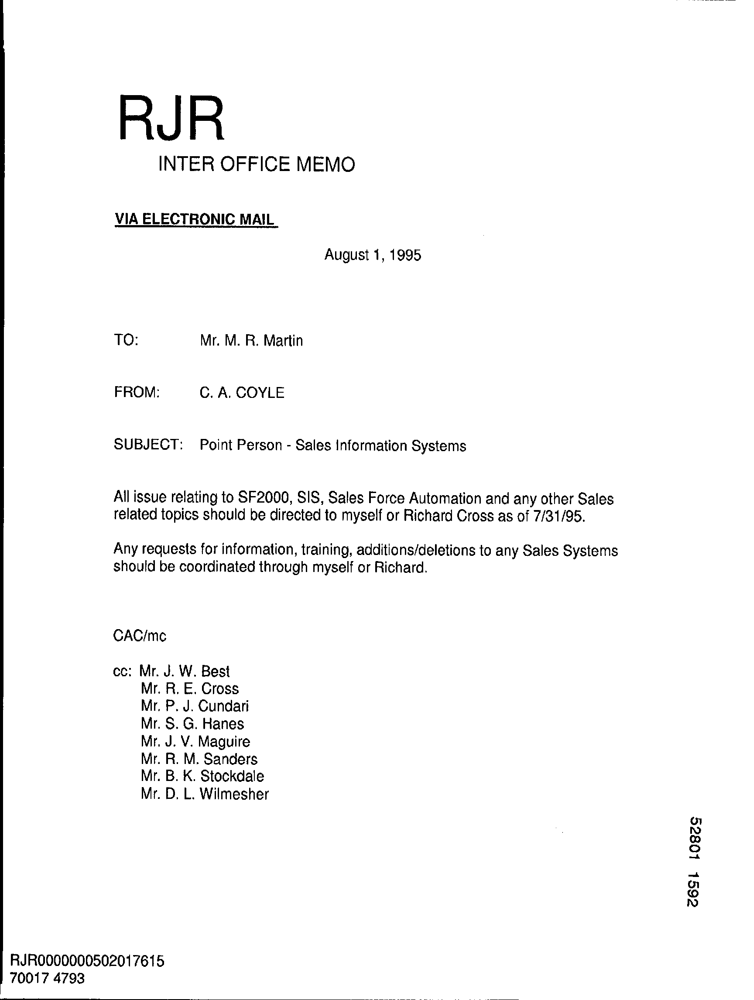 RJR
INTER OFFICE MEMO
VIA ELECTRONIC MAIL
August 1, 1995
TO: Mr. M. R. Martin
FROM: C. A. COYLE
SUBJECT: Point Person - Sales Information Systems
All issue relating to SF2000, SIS, Sales Force Automation and any other Sales
related topics should be directed to myself or Richard Cross as of 7/31/95.
Any requests for information, training, additions/deletions to any Sales Systems
should be coordinated through myself or Richard.
CAC/mc
cc: Mr. J. W. Best
Mr. R. E. Cross
Mr. P. J. Cundari
Mr. S. G. Hanes
Mr. J. V. Maguire
Mr. R. M. Sanders
Mr. B. K. Stockdale
Mr. D. L. Wilmesher
52801 1592
RJR0000000502017615
70017 4793